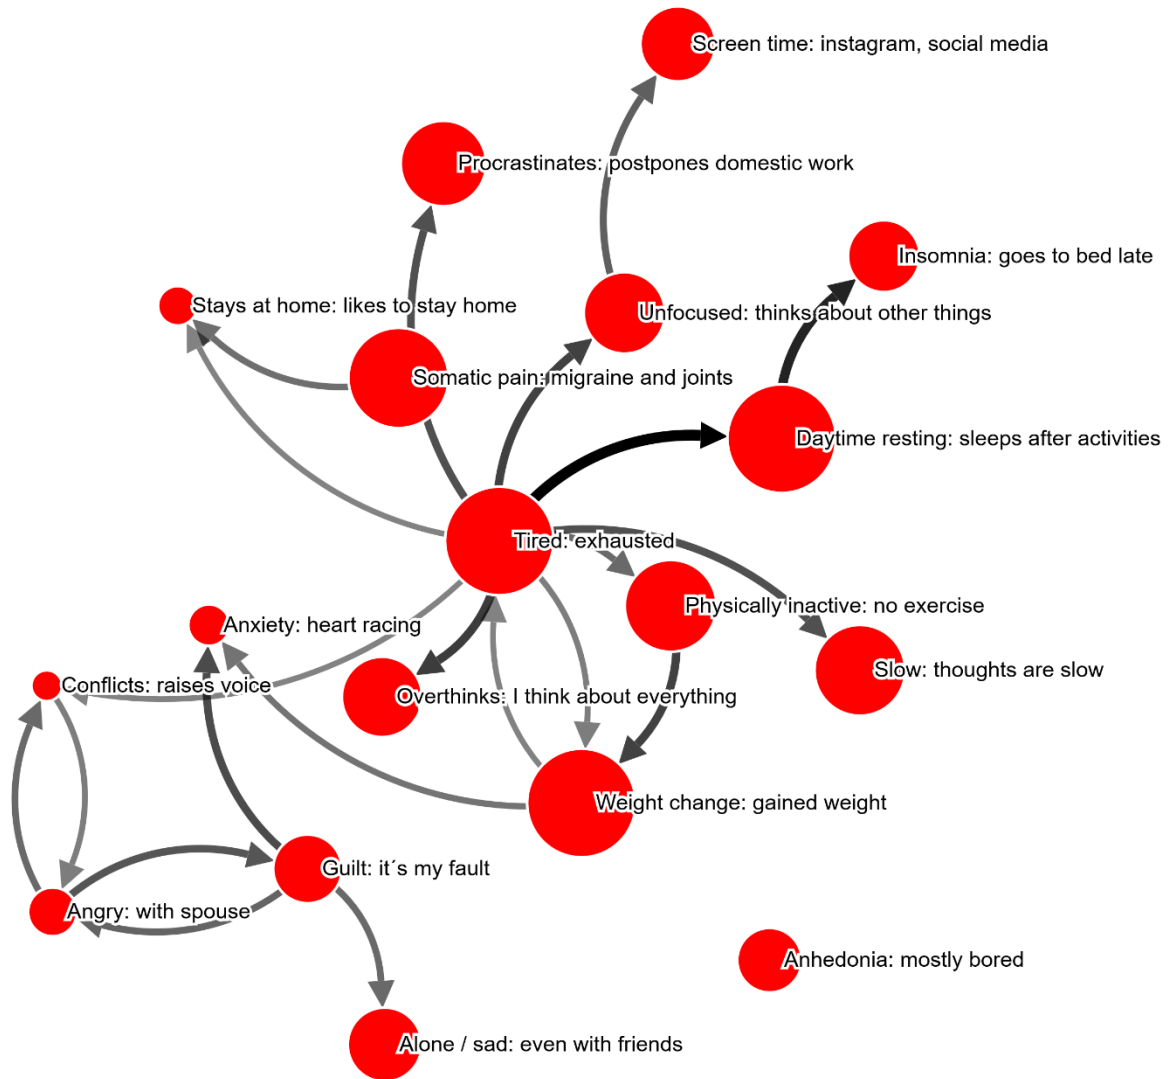 Screen time: instagram, social media
Procrastinates: postpones domestic work
Insomnia: goes to bed late
Stays at home: likes to stay home
Unfocused: thinks about other things
Somatic pain: migraine and joints
Daytime resting: sleeps after activities
Tired: exhausted
Physically inactive: no exercise
Anxiety: heart racing
Slow: thoughts are slow
Conflicts: raises voice
Overthinks: I think about everything
Weight change: gained weight
Guilt: it´s my fault
Angry: with spouse
Anhedonia: mostly bored
Alone / sad: even with friends